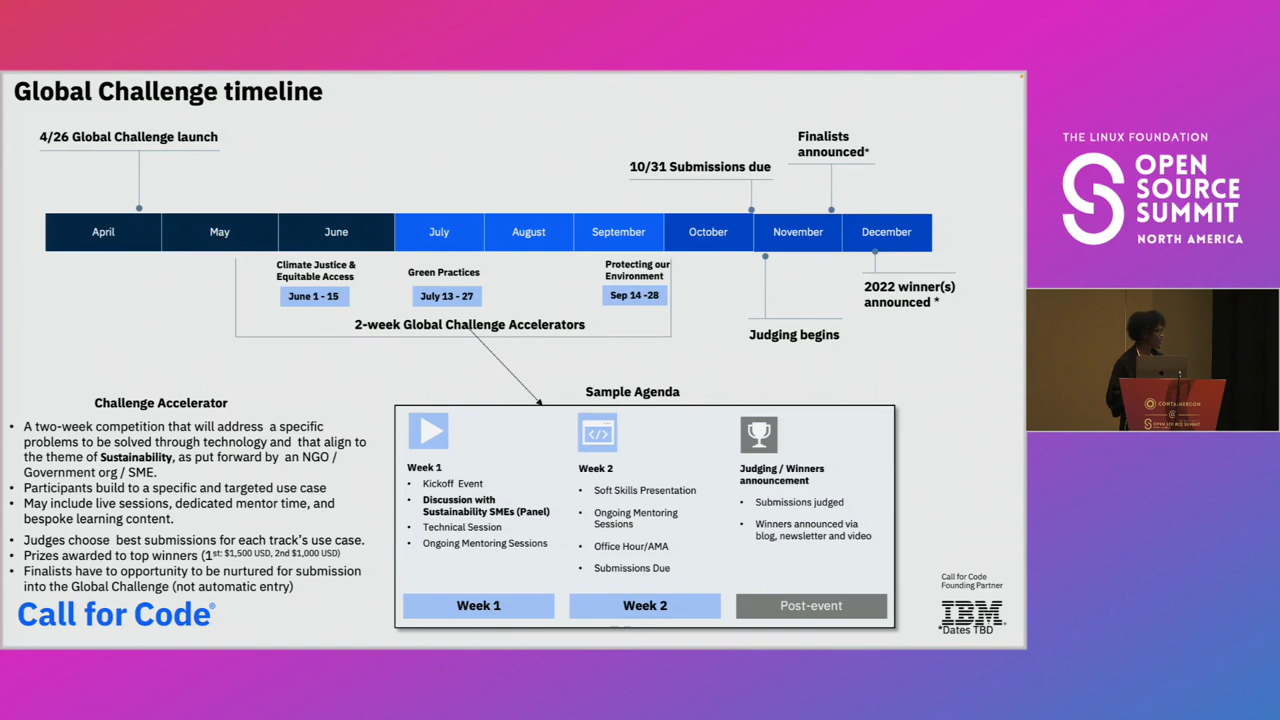 Global Challenge timeline
4/26 Global Challenge launch
Finalists
announced*
10/31 Submissions due
April
May
June
July
August
September
October
November
December
Climate Justice &
Equitable Access
June 1 - 15
Green Practices
July 13 - 27
Protecting our
Environment
Sep 14 -28
2-week Global Challenge Accelerators
Judging begins
2022 winner(s)
announced *
Challenge Accelerator
• A two-week competition that will address a specific
problems to be solved through technology and that align to
the theme of Sustainability, as put forward by an NGO /
Government org / SME.
• Participants build to a specific and targeted use case
• May include live sessions, dedicated mentor time, and
bespoke learning content.
• Judges choose best submissions for each track's use case.
• Prizes awarded to top winners (1st: $1,500 USD, 2nd $1,000 USD)
• Finalists have to opportunity to be nurtured for submission
into the Global Challenge (not automatic entry)
Call for Code®
Sample Agenda
Week 1
• Kickoff Event
• Discussion with
Sustainability SMEs (Panel)
• Technical Session
• Ongoing Mentoring Sessions
Week 1
</>
Week 2
• Soft Skills Presentation
• Ongoing Mentoring
Sessions
• Office Hour/AMA
• Submissions Due
Week 2
Judging / Winners
announcement
• Submissions judged
• Winners announced via
blog, newsletter and video
Post-event
Call for Code
Founding Partner
IBM®
*Dates TBD
THE LINUX FOUNDATION
OPEN
SOURCE
SUMMIT
NORTH AMERICA
CONTAINERCON
@
OPEN SOURCE SUMMIT